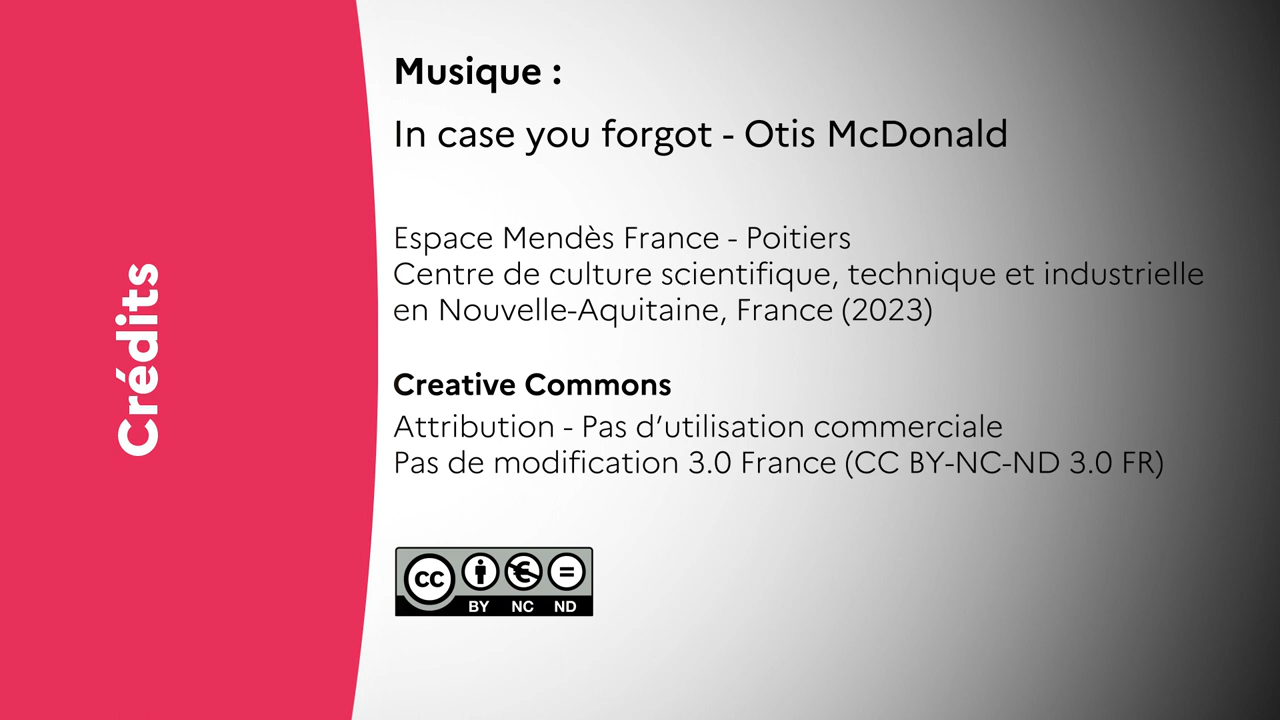 Crédits
Musique :
In case you forgot - Otis McDonald
Espace Mendès France - Poitiers
Centre de culture scientifique, technique et industrielle
en Nouvelle-Aquitaine, France (2023)
Creative Commons
Attribution - Pas d’utilisation commerciale
Pas de modification 3.0 France (CC BY-NC-ND 3.0 FR)
cc
BY NC ND